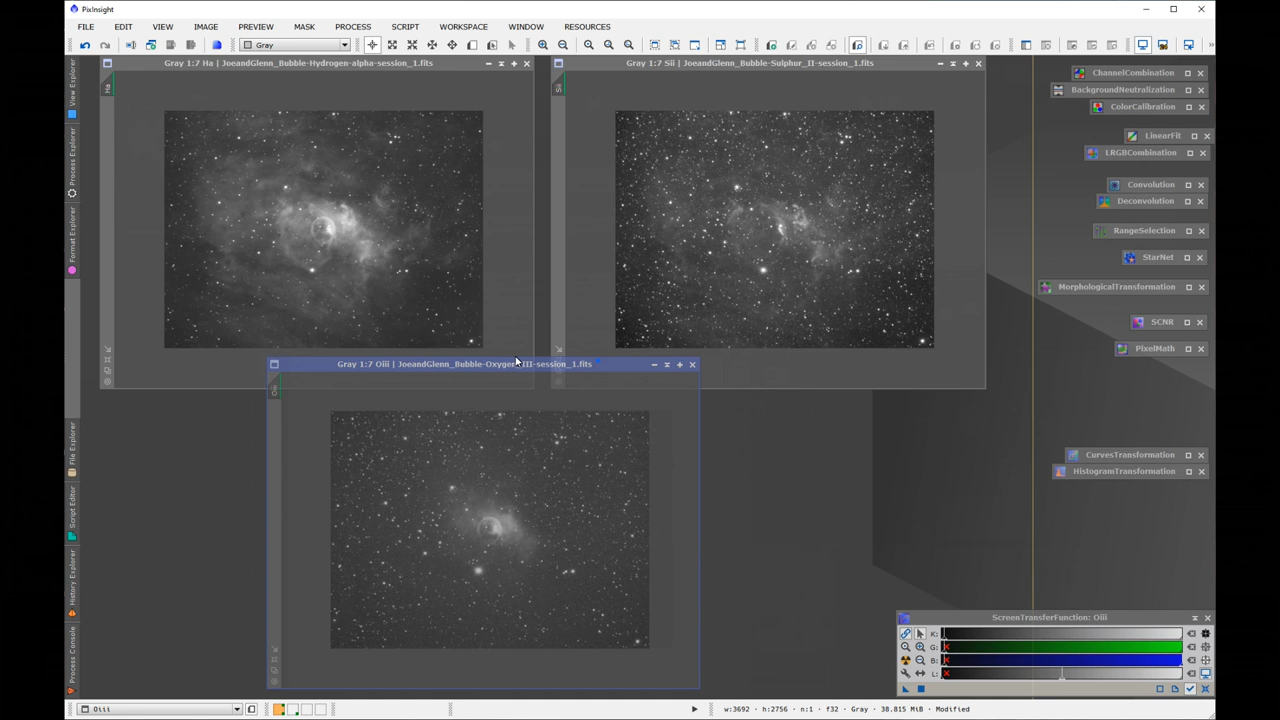 PixInsight
FILE EDIT VIEW IMAGE PREVIEW MASK PROCESS SCRIPT WORKSPACE WINDOW RESOURCES
Gray
Gray 1:7 Ha | JoeandGlenn_Bubble-Hydrogen-alpha-session_1.fits
Gray 1:7 Sii | JoeandGlenn_Bubble-Sulphur_II-session_1.fits
Ha
Sii
View Explorer
Process Explorer
Format Explorer
File Explorer
Script Editor
History Explorer
Process Console
ChannelCombination
BackgroundNeutralization
ColorCalibration
LinearFit
LRGBCombination
Convolution
Deconvolution
RangeSelection
StarNet
MorphologicalTransformation
SCNR
PixelMath
Gray 1:7 Oiii | JoeandGlenn_Bubble-Oxygen_III-session_1.fits
Oiii
CurvesTransformation
HistogramTransformation
ScreenTransferFunction: Oiii
K:
G:
B:
L:
Oiii
w:3692 · h:2756 · n:1 · f32 · Gray · 38.815 MiB · Modified